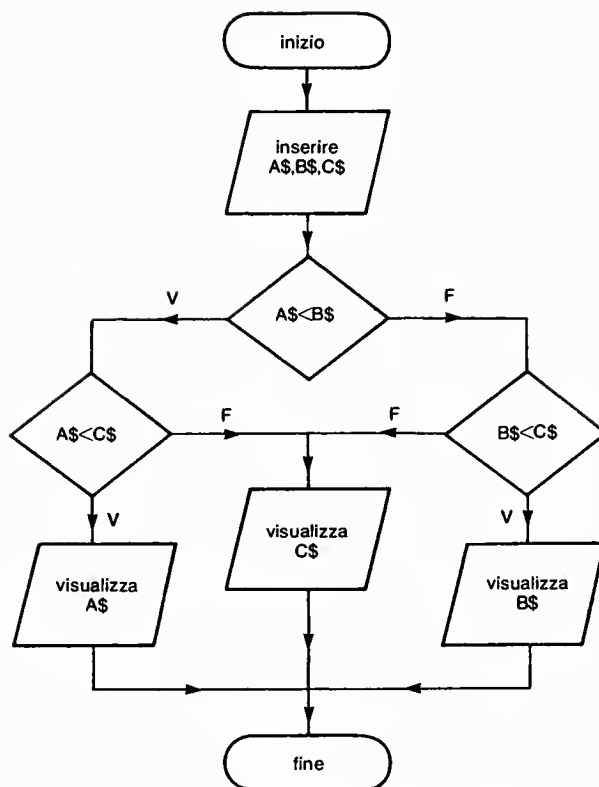 inizio
inserire
A$,B$,C$
V
A$<B$
F
A$<C$
F
F
B$<C$
V
visualizza
C$
V
visualizza
A$
visualizza
B$
fine